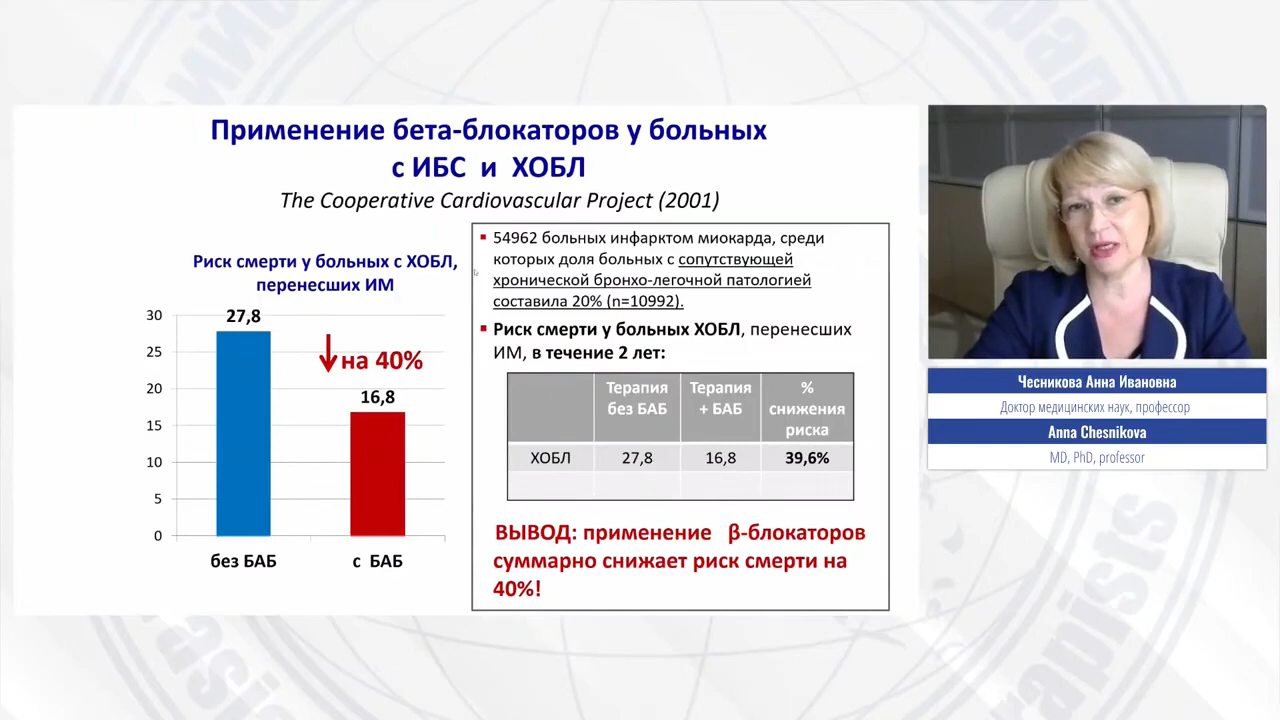 Применение бета-блокаторов у больных
с ИБС и ХОБЛ
The Cooperative Cardiovascular Project (2001)
Риск смерти у больных с ХОБЛ,
перенесших ИМ
30
25
20
15
10
5
0
27,8
на 40%
16,8
без БАБ
с БАБ
54962 больных инфарктом миокарда, среди
которых доля больных с сопутствующей
хронической бронхо-легочной патологией
составила 20% (n=10992).
Риск смерти у больных ХОБЛ, перенесших
ИМ, в течение 2 лет:
Терапия без БАБ
Терапия + БАБ
% снижения риска
ХОБЛ 27,8 16,8 39,6%
ВЫВОД: применение β-блокаторов
суммарно снижает риск смерти на
40%!
Чесникова Анна Ивановна
Доктор медицинских наук, профессор
Anna Chesnikova
MD, PhD, professor